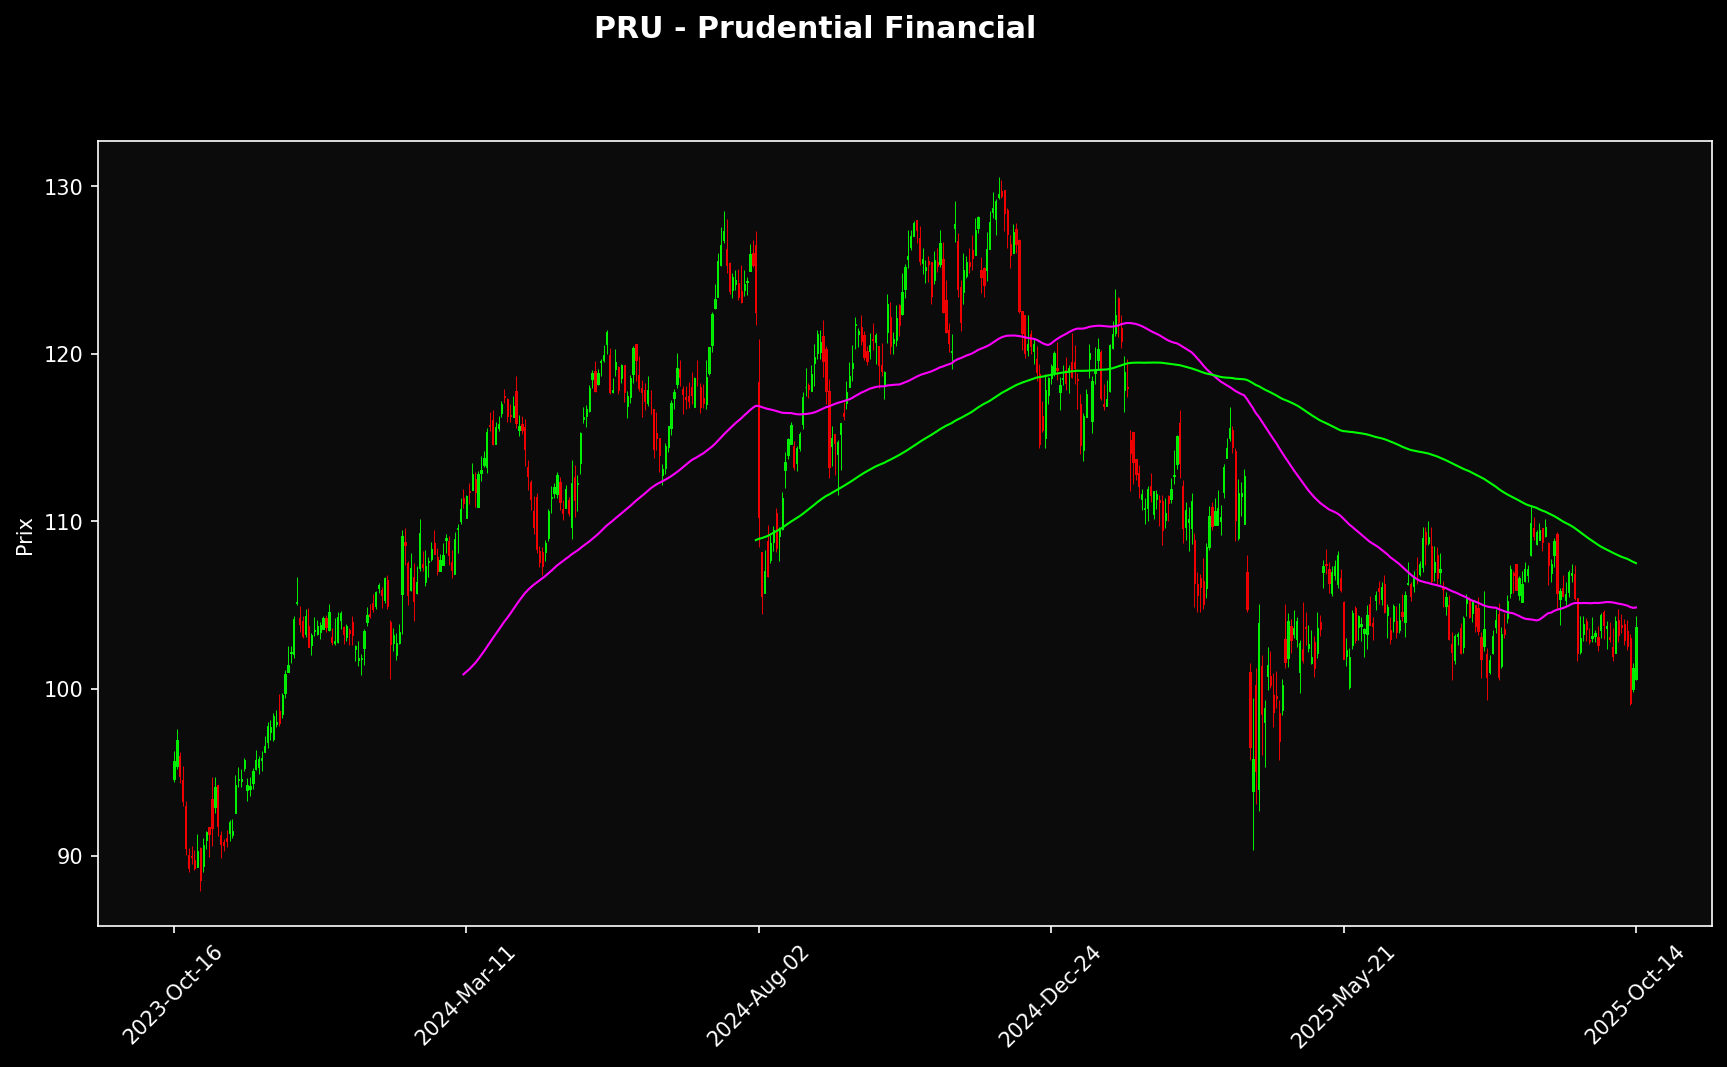 PRU - Prudential Financial
Prix
130
120
110
100
90
2023-Oct-16
2024-Mar-11
2024-Aug-02
2024-Dec-24
2025-May-21
2025-Oct-14